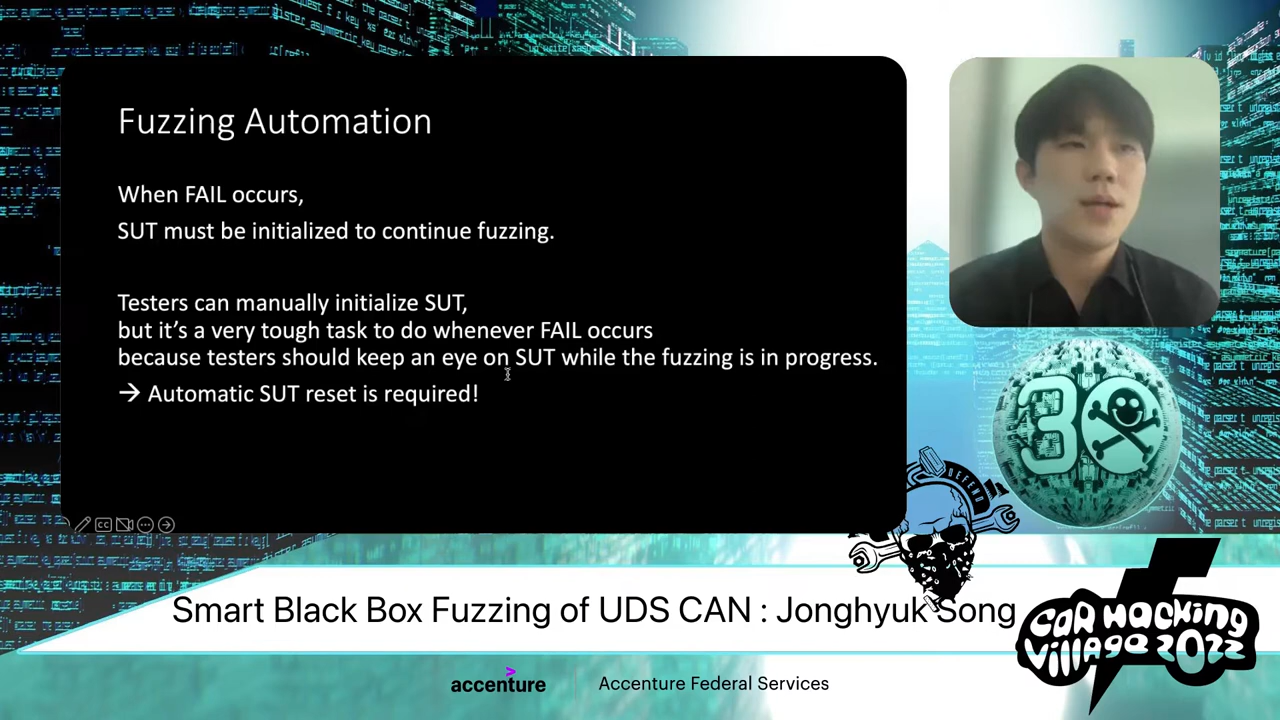 Fuzzing Automation
When FAIL occurs,
SUT must be initialized to continue fuzzing.
Testers can manually initialize SUT,
but it's a very tough task to do whenever FAIL occurs
because testers should keep an eye on SUT while the fuzzing is in progress.
→ Automatic SUT reset is required!
CC
DEFEND
30
Smart Black Box Fuzzing of UDS CAN : Jonghyuk Song
CAR HACKING
VILLAGE 2022
accenture
Accenture Federal Services